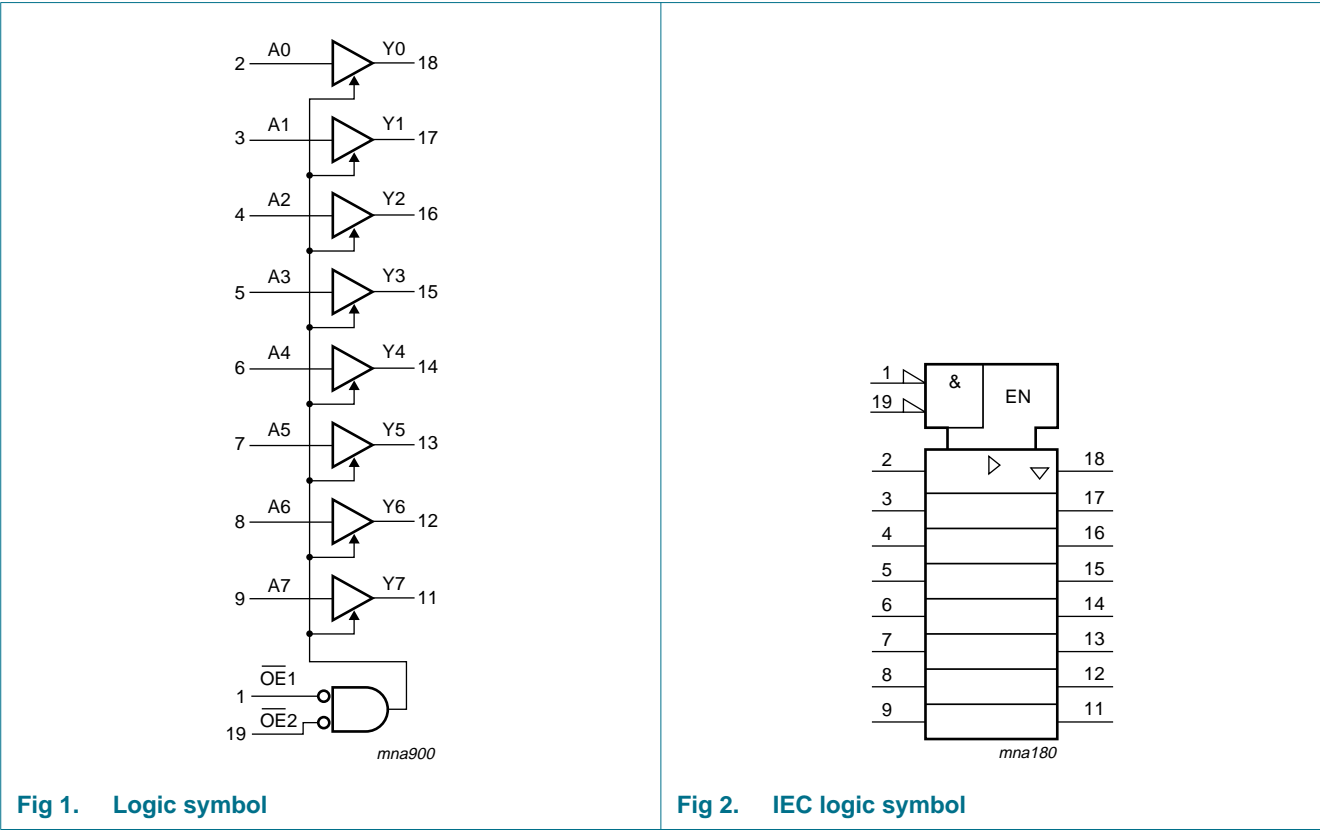 A0 Y0
2 18
A1 Y1
3 17
A2 Y2
4 16
A3 Y3
5 15
A4 Y4
6 14
A5 Y5
7 13
A6 Y6
8 12
A7 Y7
9 11
OE1
1
OE2
19
mna900
Fig 1. Logic symbol
1 & EN
19
2 18
3 17
4 16
5 15
6 14
7 13
8 12
9 11
mna180
Fig 2. IEC logic symbol